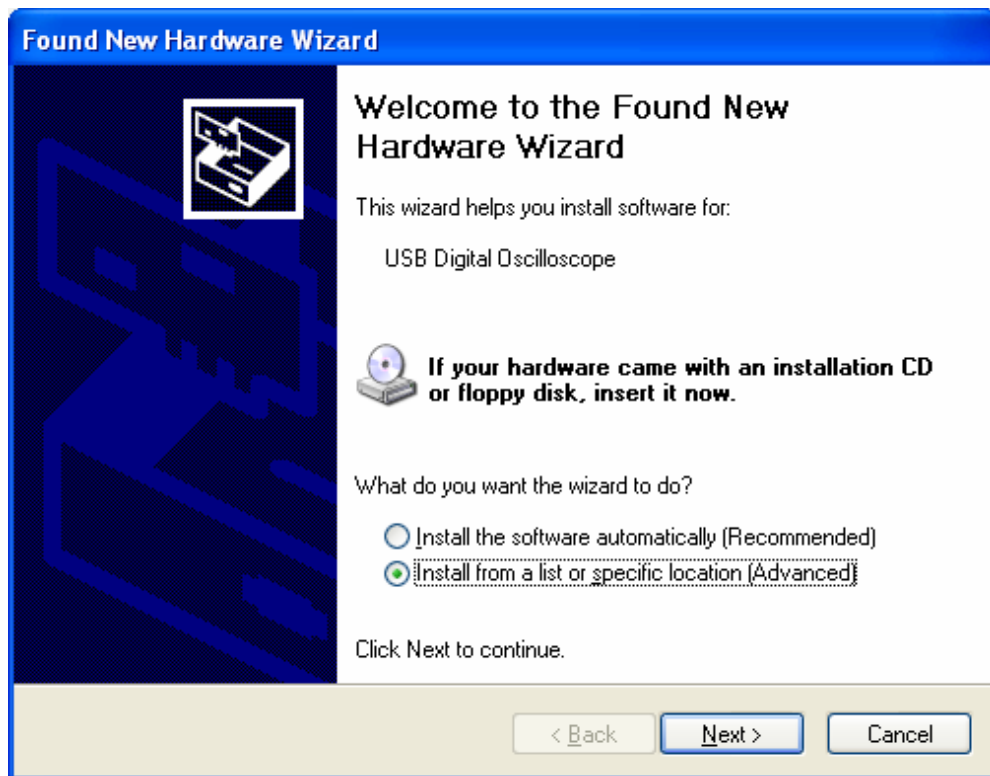 Found New Hardware Wizard
Welcome to the Found New
Hardware Wizard
This wizard helps you install software for:
USB Digital Oscilloscope
If your hardware came with an installation CD
or floppy disk, insert it now.
What do you want the wizard to do?
Install the software automatically (Recommended)
Install from a list or specific location (Advanced)
Click Next to continue.
< Back
Next >
Cancel